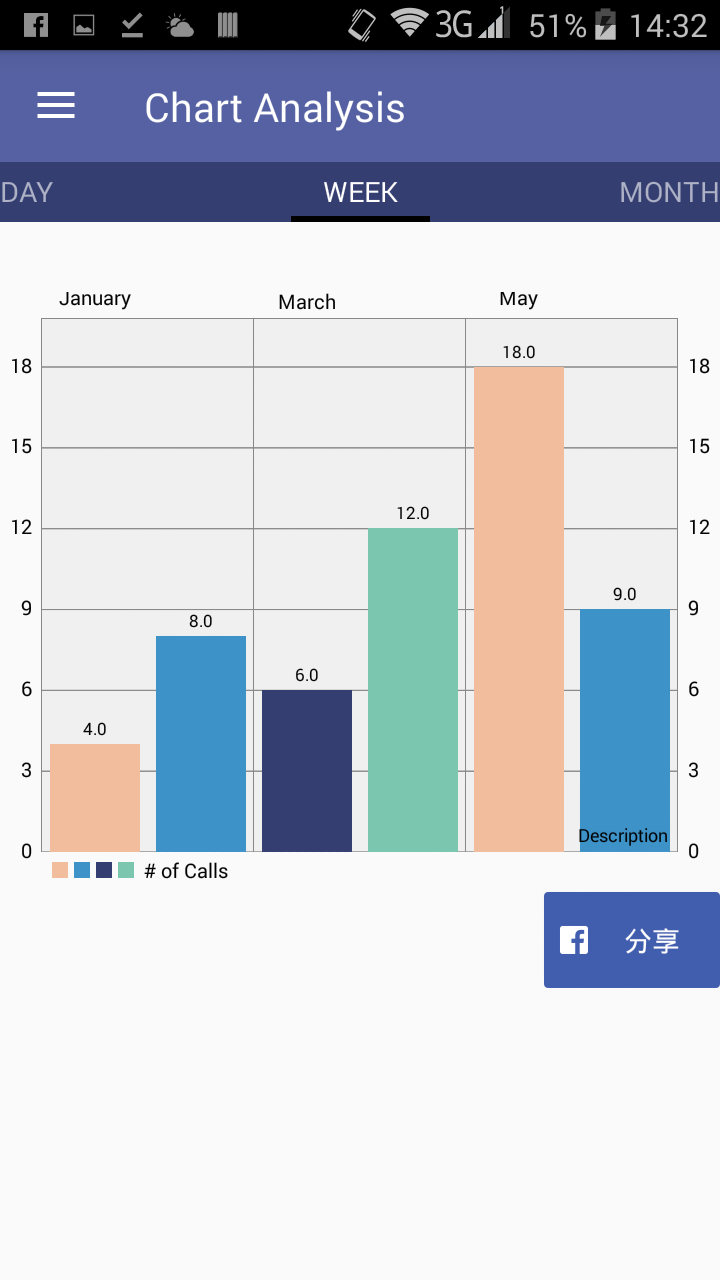 3G 51% 14:32
Chart Analysis
DAY WEEK MONTH
January March May
18.0
18 18
15 15
12.0
12 12
9.0
9 9
8.0
6.0
6 6
4.0
3 3
Description
0 0
# of Calls
分享